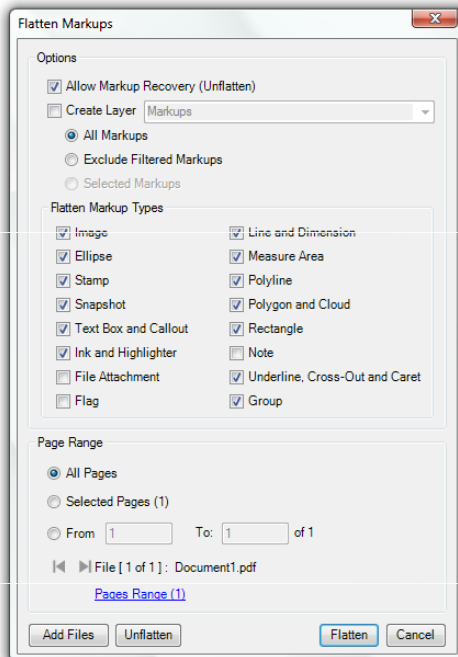 Flatten Markups
Options
Allow Markup Recovery (Unflatten)
Create Layer Markups
All Markups
Exclude Filtered Markups
Selected Markups
Flatten Markup Types
Image Line and Dimension
Ellipse Measure Area
Stamp Polyline
Snapshot Polygon and Cloud
Text Box and Callout Rectangle
Ink and Highlighter Note
File Attachment Underline, Cross-Out and Caret
Flag Group
Page Range
All Pages
Selected Pages (1)
From 1 To: 1 of 1
File [ 1 of 1 ] : Document1.pdf
Pages Range (1)
Add Files Unflatten Flatten Cancel